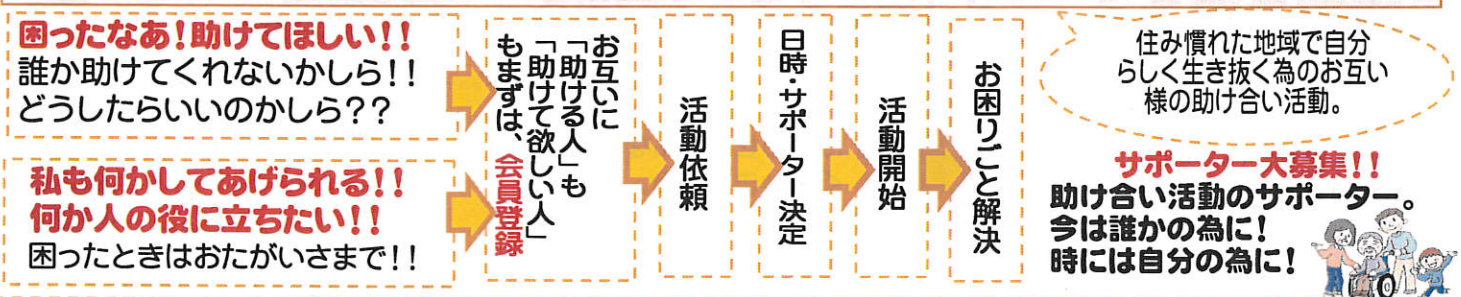 困ったなあ！助けてほしい！！
誰か助けてくれないかしら！！
どうしたらいいのかしら？？
私も何かしてあげられる！！
何か人の役に立ちたい！！
困ったときはおたがいさまで！！
お互いに
「助ける人」も
「助けて欲しい人」
もまずは、会員登録
活動依頼
日時・サポーター決定
活動開始
お困りごと解決
住み慣れた地域で自分
らしく生き抜く為のお互い
様の助け合い活動。
サポーター大募集！！
助け合い活動のサポーター。
今は誰かの為に！
時には自分の為に！